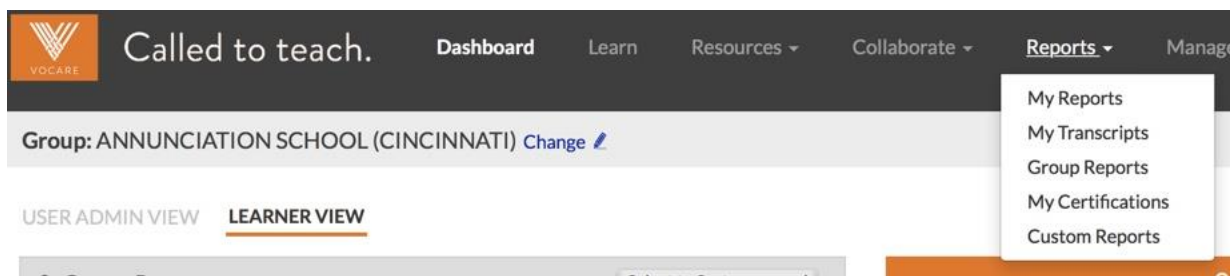 VOCARE
Called to teach.
Dashboard Learn Resources Collaborate Reports
My Reports
My Transcripts
Group Reports
My Certifications
Custom Reports
Group: ANNUNCIATION SCHOOL (CINCINNATI) Change
USER ADMIN VIEW LEARNER VIEW